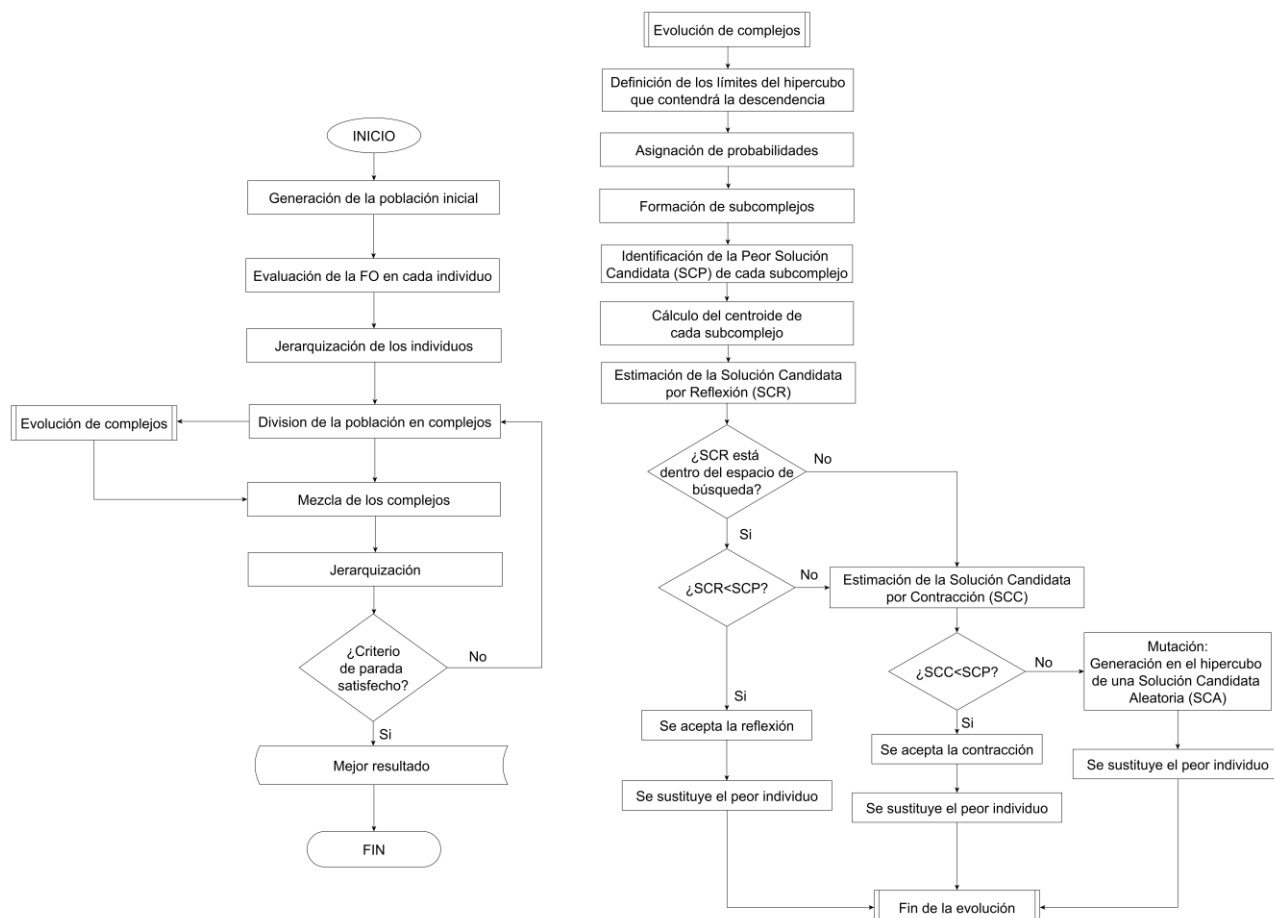 INICIO
Generación de la población inicial
Evaluación de la FO en cada individuo
Jerarquización de los individuos
Evolución de complejos
Division de la población en complejos
Mezcla de los complejos
Jerarquización
¿Criterio
de parada
satisfecho?
No
Si
Mejor resultado
FIN
Evolución de complejos
Definición de los límites del hipercubo
que contendrá la descendencia
Asignación de probabilidades
Formación de subcomplejos
Identificación de la Peor Solución
Candidata (SCP) de cada subcomplejo
Cálculo del centroide de
cada subcomplejo
Estimación de la Solución Candidata
por Reflexión (SCR)
¿SCR está
dentro del espacio de
búsqueda?
No
Si
¿SCR<SCP?
No
Estimación de la Solución Candidata
por Contracción (SCC)
¿SCC<SCP?
No
Mutación:
Generación en el hipercubo
de una Solución Candidata
Aleatoria (SCA)
Si
Si
Se acepta la reflexión
Se acepta la contracción
Se sustituye el peor individuo
Se sustituye el peor individuo
Se sustituye el peor individuo
Fin de la evolución